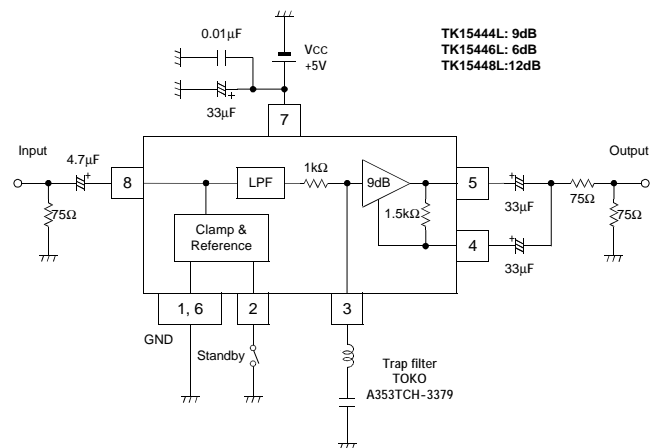 0.01µF
VCC
+5V
TK15444L: 9dB
TK15446L: 6dB
TK15448L:12dB
+
33µF
7
Input
4.7µF
+
8
75Ω
LPF
1kΩ
9dB
1.5kΩ
Clamp &
Reference
5
+
33µF
4
+
33µF
75Ω
75Ω
Output
1, 6
2
3
GND
Standby
Trap filter
TOKO
A353TCH-3379